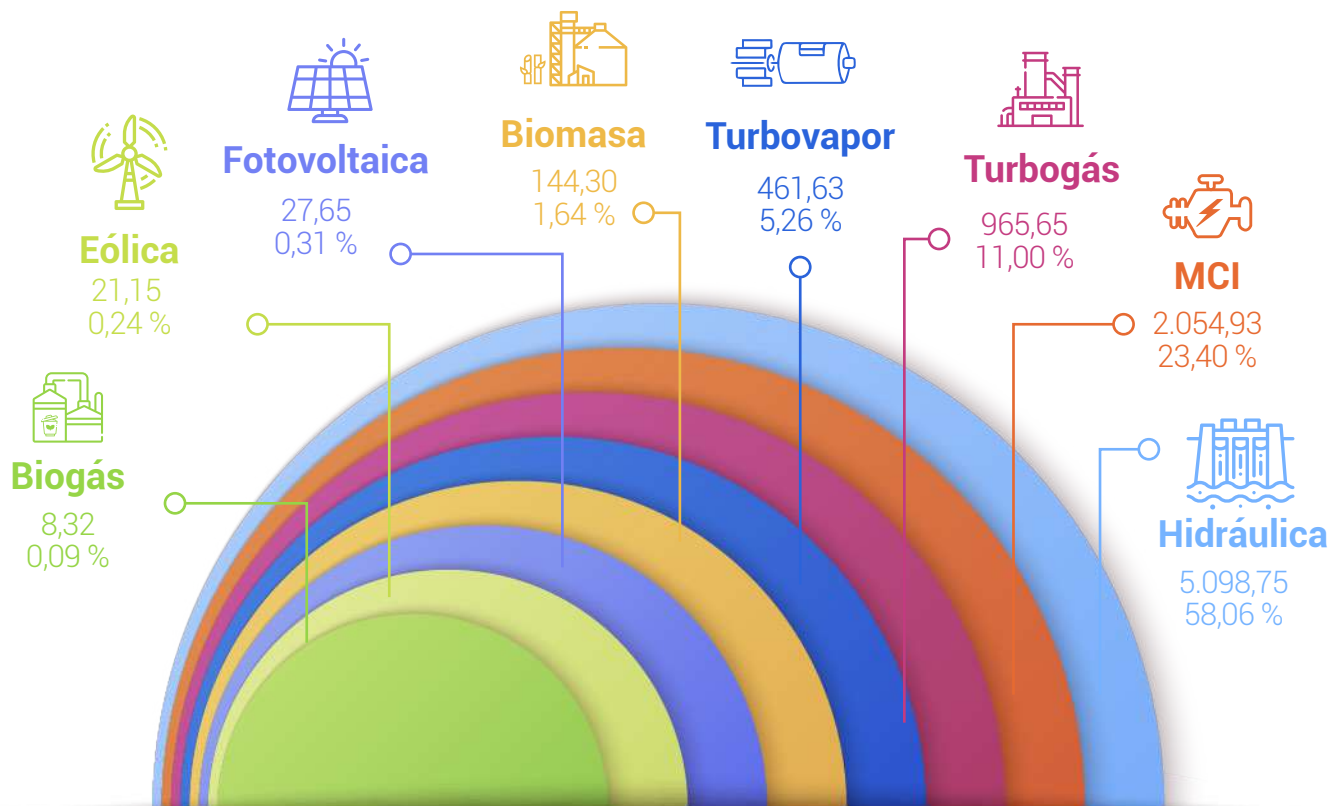 Biogás
8,32
0,09 %
Eólica
21,15
0,24 %
Fotovoltaica
27,65
0,31 %
Biomasa
144,30
1,64 %
Turbovapor
461,63
5,26 %
Turbogás
965,65
11,00 %
MCI
2.054,93
23,40 %
Hidráulica
5.098,75
58,06 %